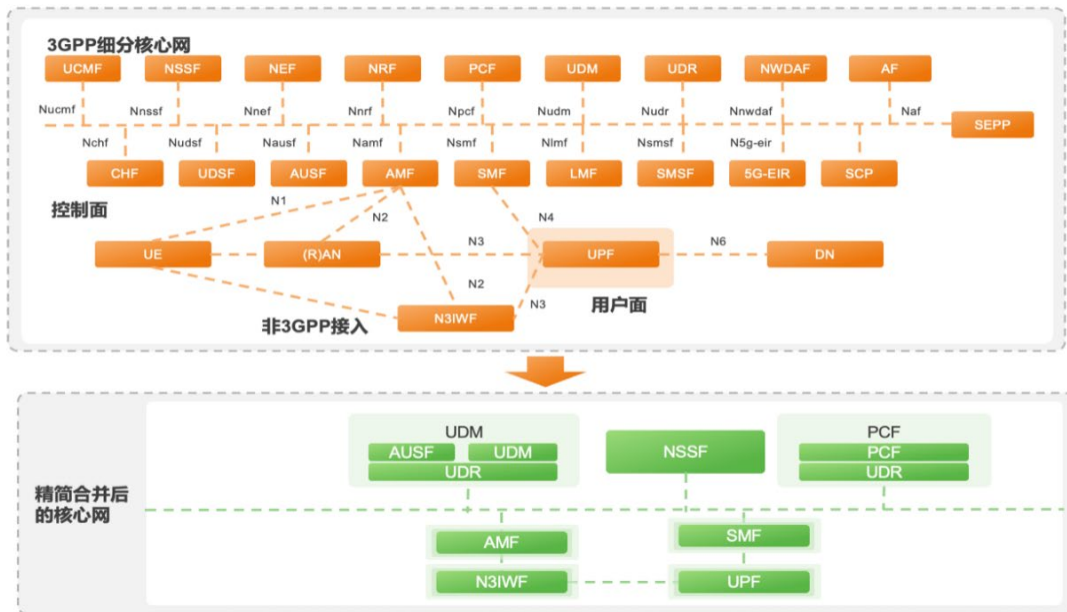 3GPP细分核心网
UCMF NSSF NEF NRF PCF UDM UDR NWDAF AF
Nucmf Nnssf Nnef Nnrf Npcf Nudm Nudr Nnwdaf Naf
SEPP
Nchf Nudsf Nausf Namf Nsmf Nlmf Nsmsf N5g-eir
CHF UDSF AUSF AMF SMF LMF SMSF 5G-EIR SCP
控制面
N1 N2 N4
UE (R)AN N3 UPF N6 DN
N2 N3 用户面
非3GPP接入 N3IWF
精简合并后
的核心网
UDM
AUSF UDM
UDR
NSSF
PCF
PCF
UDR
AMF SMF
N3IWF UPF